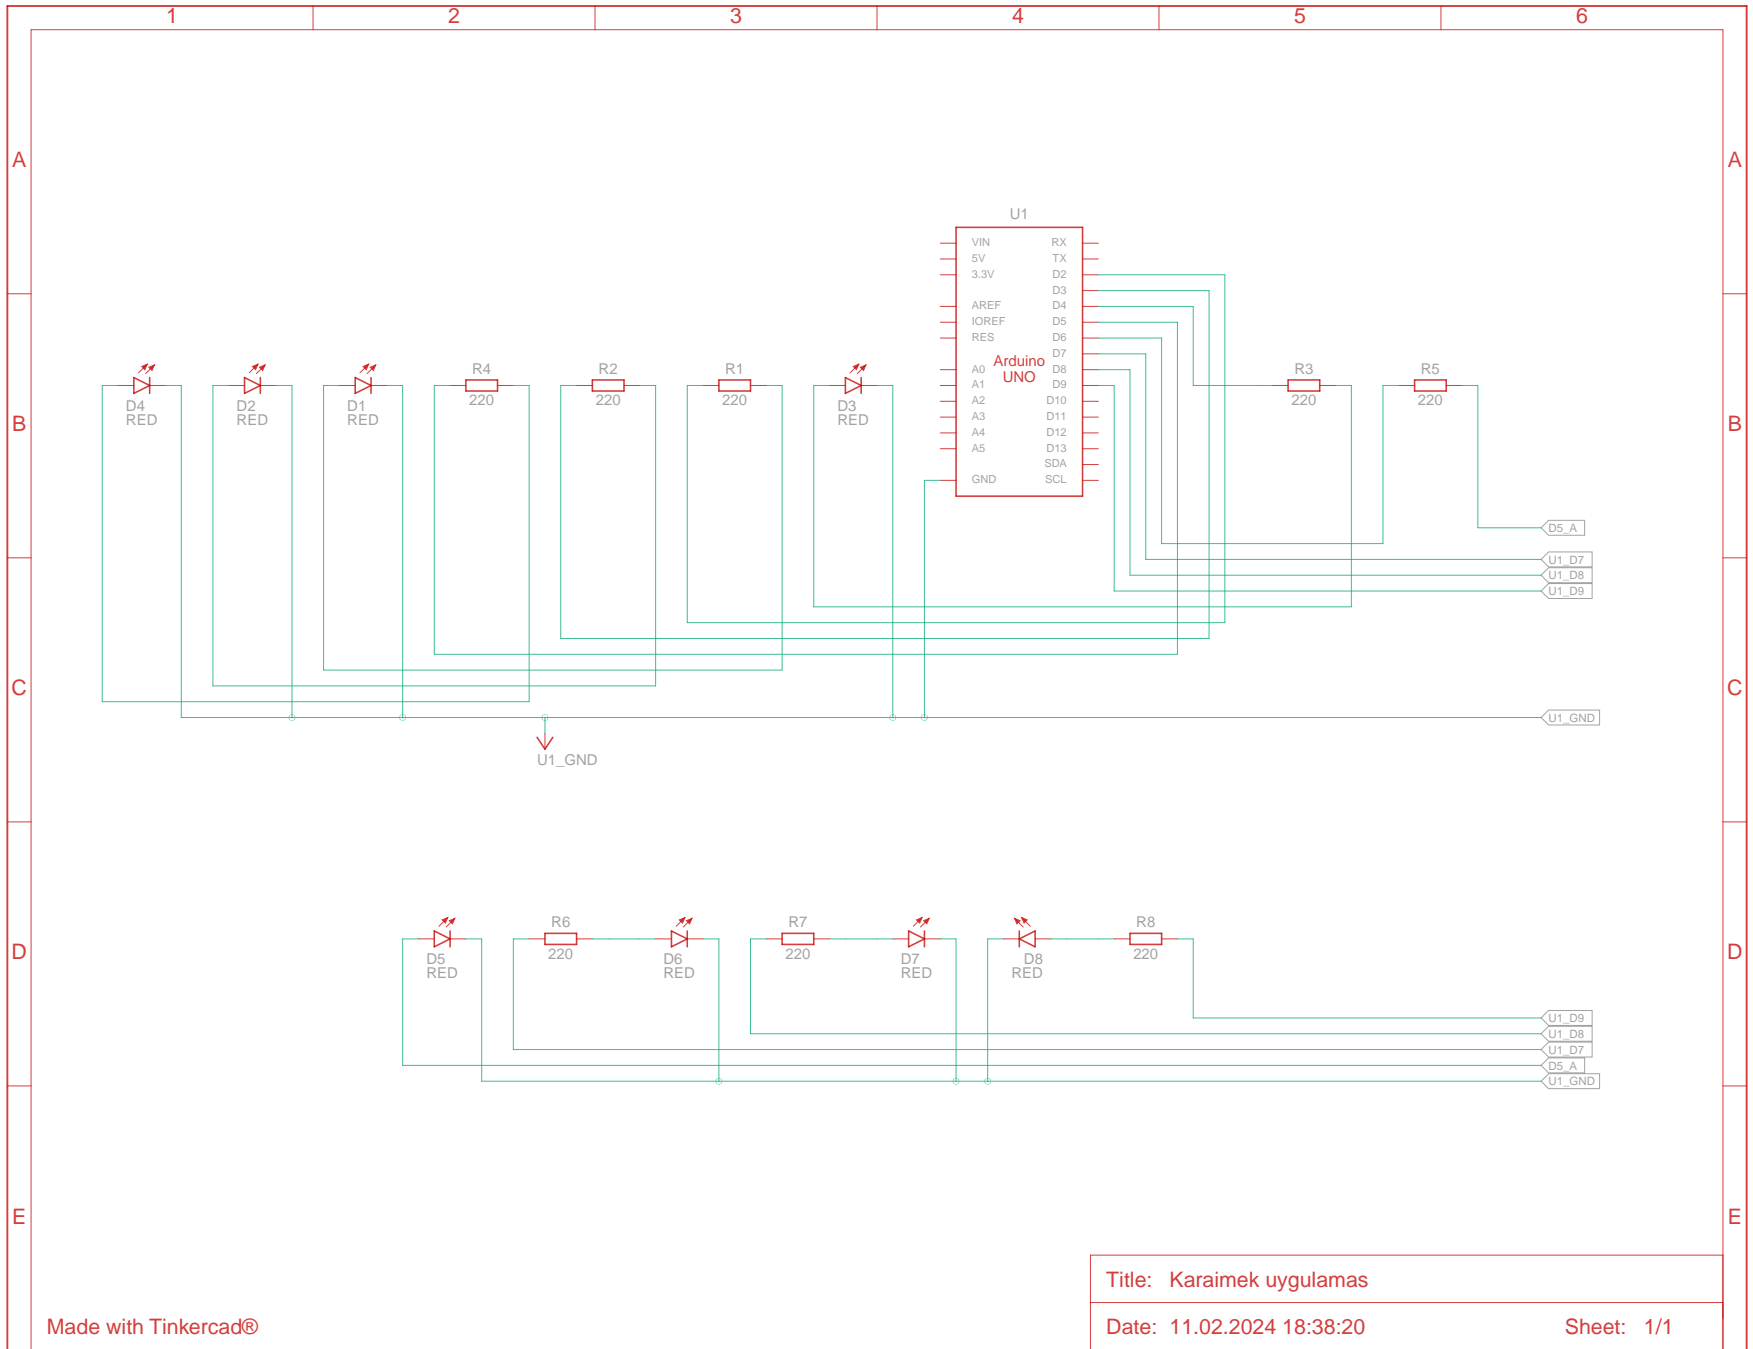 1 2 3 4 5 6
A A
U1
VIN RX
5V TX
3.3V D2
D3
AREF D4
IOREF D5
RES D6
D7
Arduino
UNO
A0 D8
A1 D9
A2 D10
A3 D11
A4 D12
A5 D13
SDA
GND SCL
R4 R2 R1 R3 R5
220 220 220 220 220
D4 D2 D1 D3
RED RED RED RED
B B
D5_A
U1_D7
U1_D8
U1_D9
C C
U1_GND
U1_GND
R6 R7 R8
D D
220 220 220
D5 D6 D7 D8
RED RED RED RED
U1_D9
U1_D8
U1_D7
D5_A
U1_GND
E E
Title: Karaimek uygulamas
Made with Tinkercad®
Date: 11.02.2024 18:38:20 Sheet: 1/1